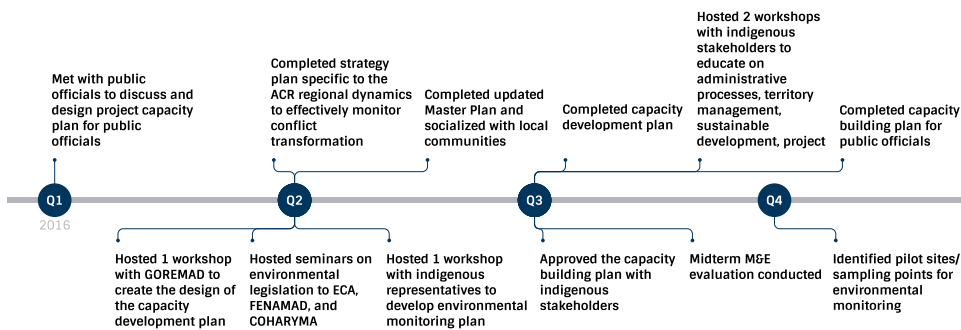 Met with public
officials to discuss and
design project capacity
plan for public
officials
Completed strategy
plan specific to the
ACR regional dynamics
to effectively monitor
conflict
transformation
Completed updated
Master Plan and
socialized with local
communities
Completed capacity
development plan
Hosted 2 workshops
with indigenous
stakeholders to
educate on
administrative
processes, territory
management,
sustainable
development, project
Completed capacity
building plan for
public officials
Q1
Q2
Q3
Q4
2016
Hosted 1 workshop
with GOREMAD to
create the design of
the capacity
development plan
Hosted seminars on
environmental
legislation to ECA,
FENAMAD, and
COHARYMA
Hosted 1 workshop
with indigenous
representatives to
develop environmental
monitoring plan
Approved the capacity
building plan with
indigenous
stakeholders
Midterm M&E
evaluation conducted
Identified pilot sites/
sampling points for
environmental
monitoring